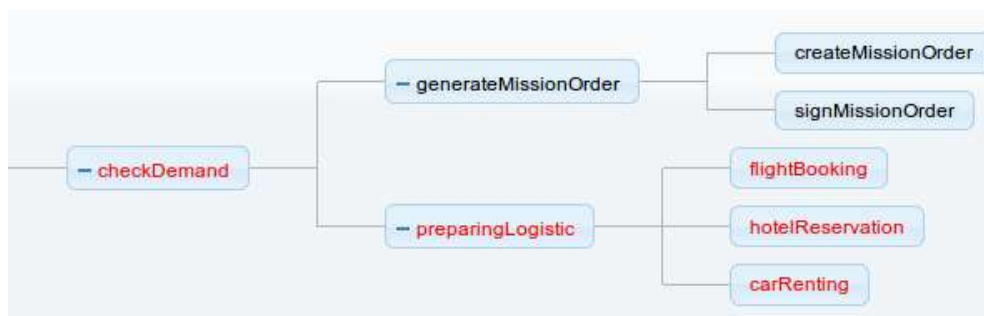 createMissionOrder
generateMissionOrder
signMissionOrder
checkDemand
flightBooking
preparingLogistic
hotelReservation
carRenting